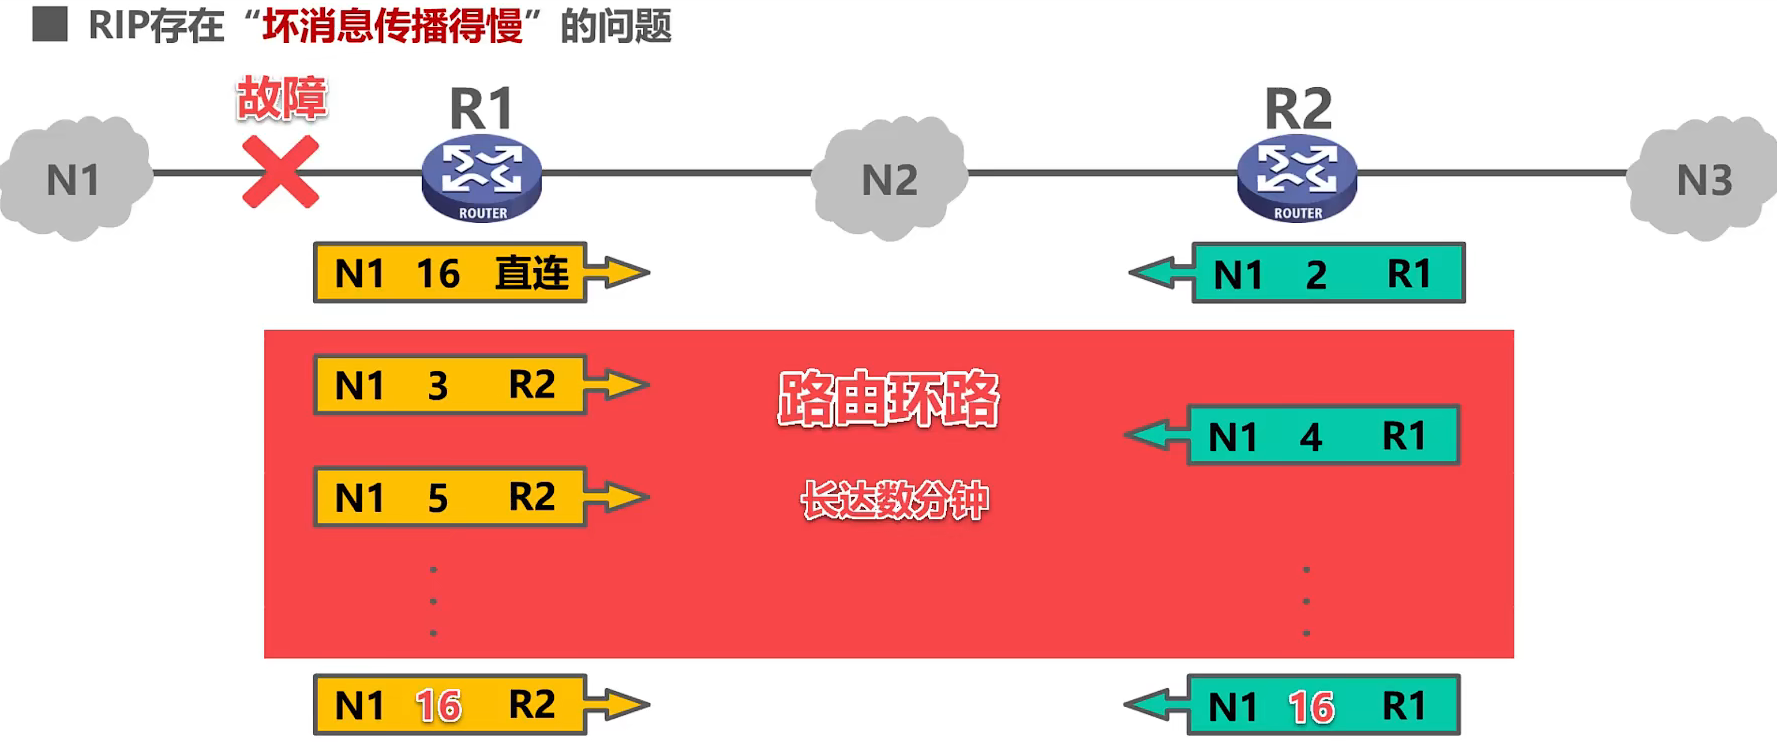 RIP存在“坏消息传播得慢”的问题
故障
R1
R2
N1
N2
N3
ROUTER
ROUTER
N1 16 直连
N1 2 R1
N1 3 R2
路由环路
N1 4 R1
N1 5 R2
长达数分钟
N1 16 R2
N1 16 R1